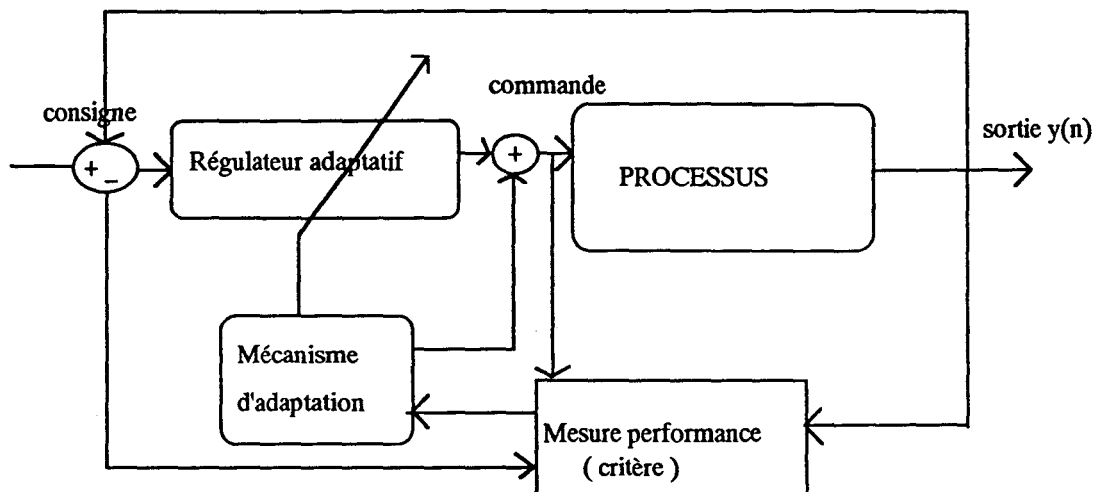 commande
consigne
sortie y(n)
+
−
Régulateur adaptatif
+
PROCESSUS
Mécanisme
d'adaptation
Mesure performance
( critère )